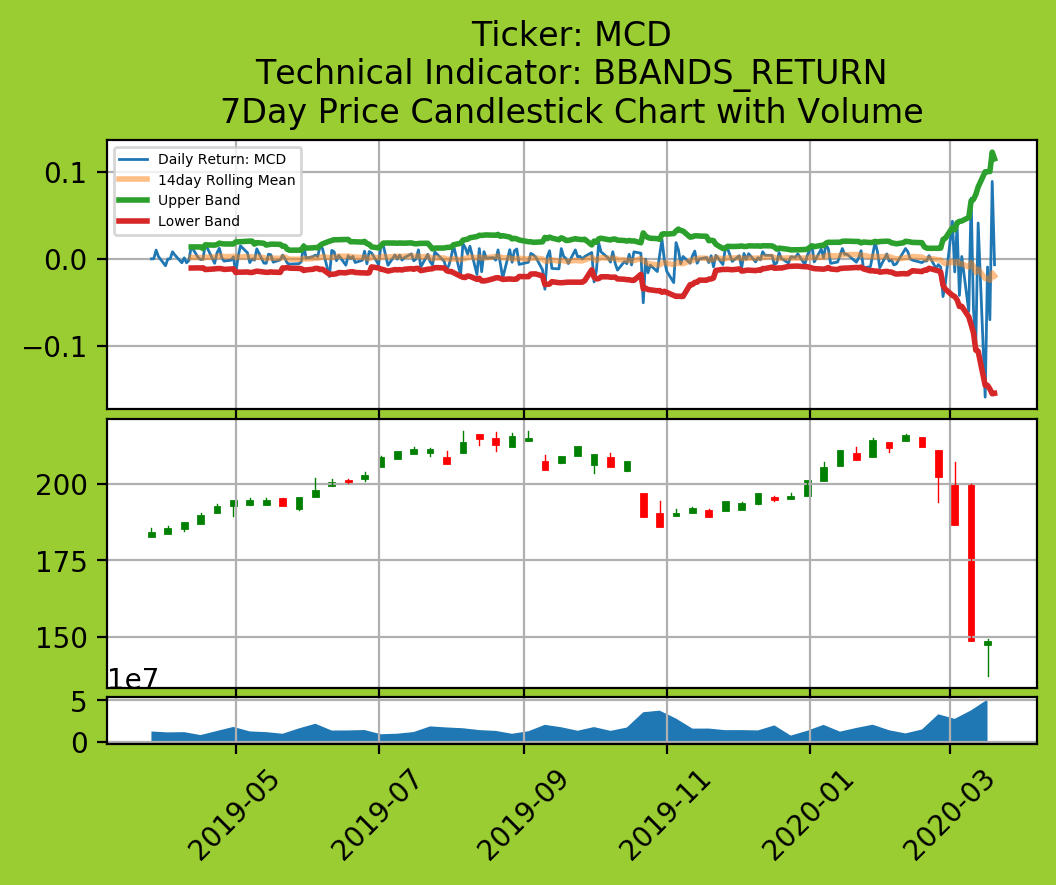 Ticker: MCD
Technical Indicator: BBANDS_RETURN
7Day Price Candlestick Chart with Volume
Daily Return: MCD
14day Rolling Mean
Upper Band
Lower Band
0.1
0.0
−0.1
200
175
150
1e7
5
0
2019-05
2019-07
2019-09
2019-11
2020-01
2020-03